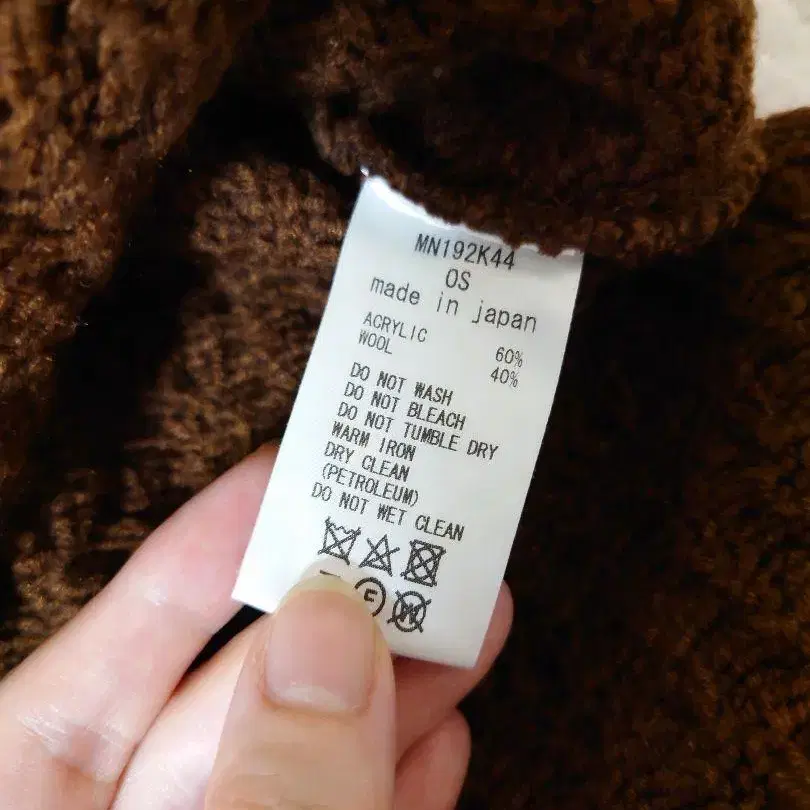 MN192K44
OS
made in japan
ACRYLIC 60%
WOOL 40%
DO NOT WASH
DO NOT BLEACH
DO NOT TUMBLE DRY
WARM IRON
DRY CLEAN
(PETROLEUM)
DO NOT WET CLEAN
F W